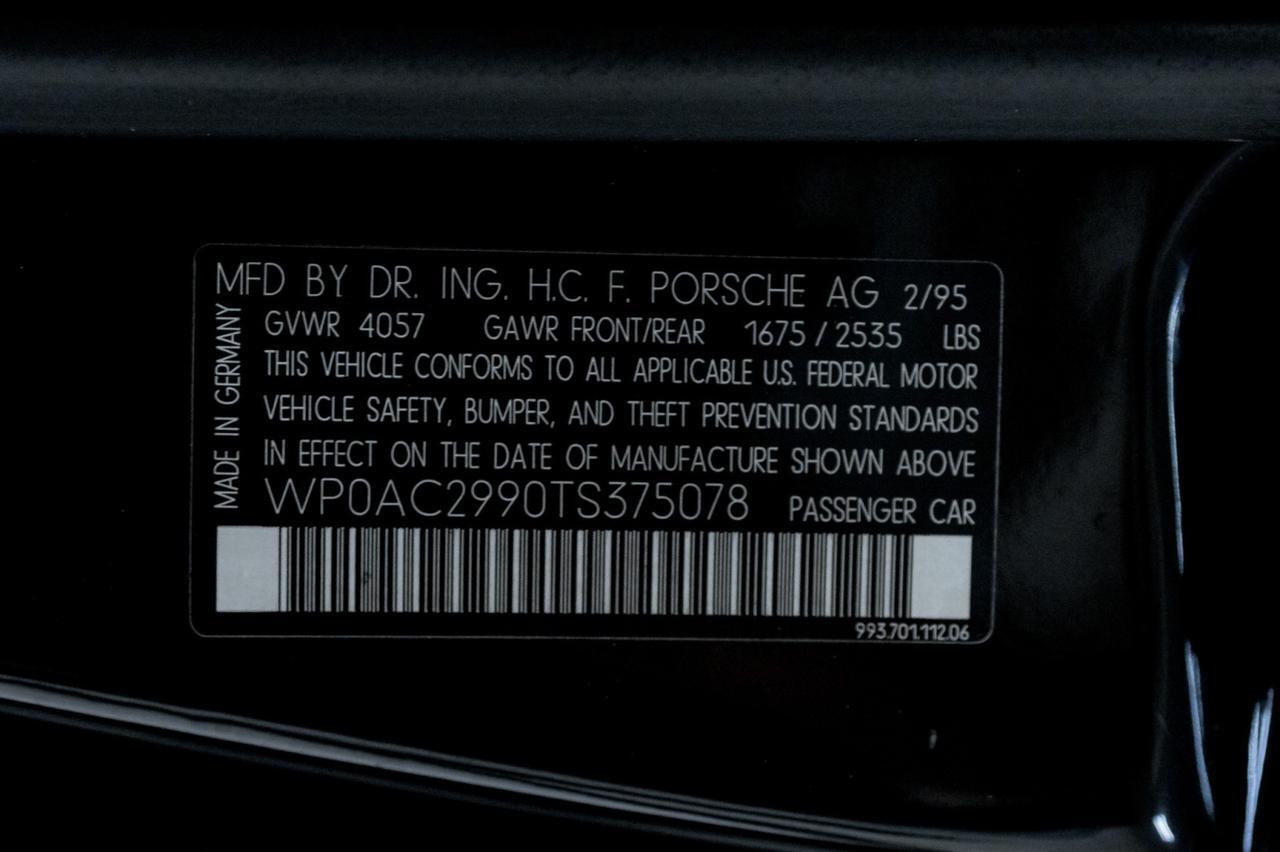 MFD BY DR. ING. H.C. F. PORSCHE AG 2/95
GVWR 4057 GAWR FRONT/REAR 1675 / 2535 LBS
THIS VEHICLE CONFORMS TO ALL APPLICABLE U.S. FEDERAL MOTOR
VEHICLE SAFETY, BUMPER, AND THEFT PREVENTION STANDARDS
IN EFFECT ON THE DATE OF MANUFACTURE SHOWN ABOVE
WP0AC2990TS375078 PASSENGER CAR
MADE IN GERMANY
993.701.112.06